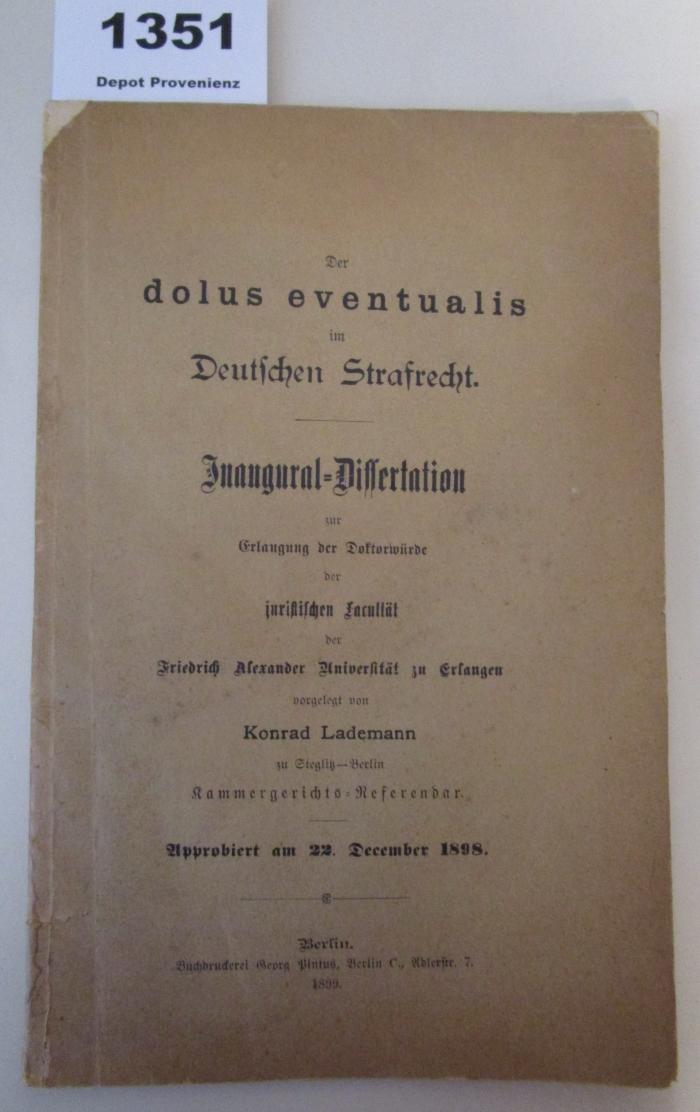 1351
Depot Provenienz
Der
dolus eventualis
im
Deutschen Strafrecht.
Inaugural-Dissertation
zur
Erlangung der Doktorwürde
der
juristischen Facultät
der
Friedrich Alexander Universität zu Erlangen
vorgelegt von
Konrad Lademann
zu Steglitz—Berlin
Kammergerichts-Referendar.
Approbiert am 22. December 1898.
Berlin.
Buchdruckerei Georg Pintus, Berlin C., Adlerstr. 7.
1899.